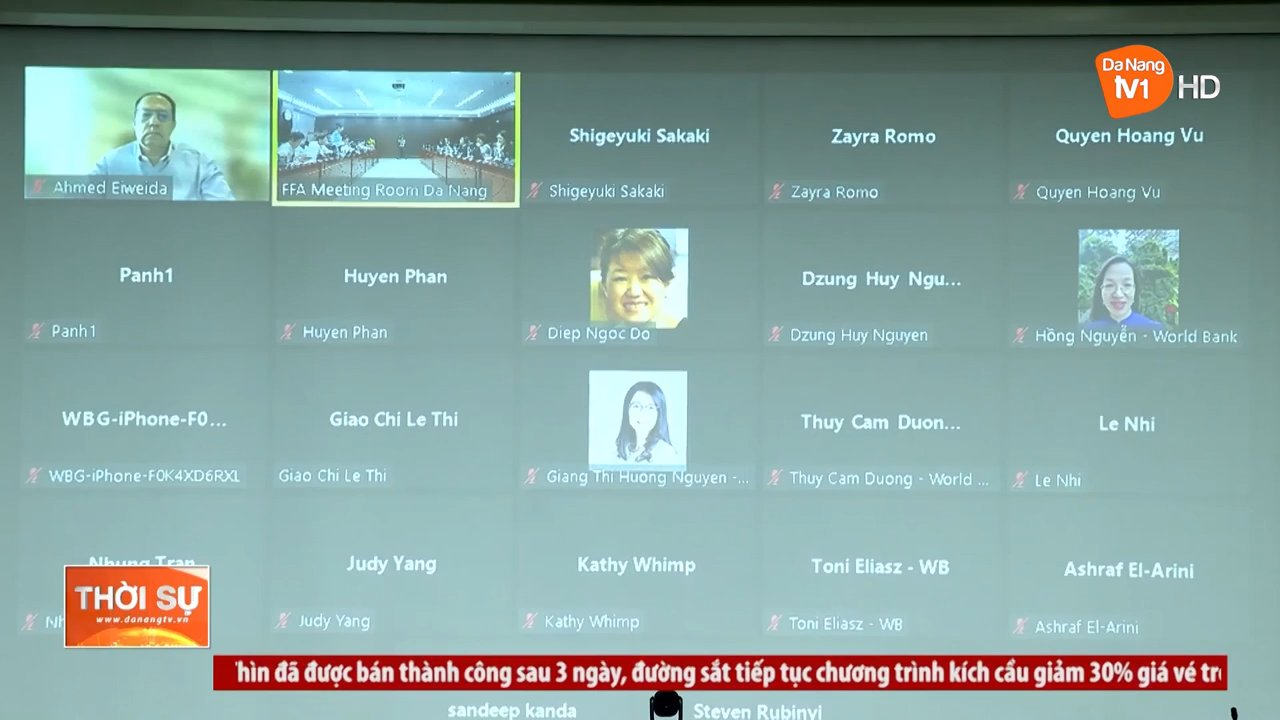 Da Nang
TV1 HD
Ahmed Eiweida
FFA Meeting Room Da Nang
Shigeyuki Sakaki
Shigeyuki Sakaki
Zayra Romo
Zayra Romo
Quyen Hoang Vu
Quyen Hoang Vu
Panh1
Panh1
Huyen Phan
Huyen Phan
Diep Ngoc Do
Dzung Huy Ngu...
Dzung Huy Nguyen
Hồng Nguyễn - World Bank
WBG-iPhone-F0...
WBG-iPhone-F0K4XD6RXL
Giao Chi Le Thi
Giao Chi Le Thi
Giang Thi Huong Nguyen -...
Thuy Cam Duon...
Thuy Cam Duong - World ...
Le Nhi
Le Nhi
Nhung Tran
Judy Yang
Judy Yang
Kathy Whimp
Kathy Whimp
Toni Eliasz - WB
Toni Eliasz - WB
Ashraf El-Arini
Ashraf El-Arini
THỜI SỰ
www.danangtv.vn
đã được bán thành công sau 3 ngày, đường sắt tiếp tục chương trình kích cầu giảm 30% giá vé
sandeep kanda
Steven Rubinyi